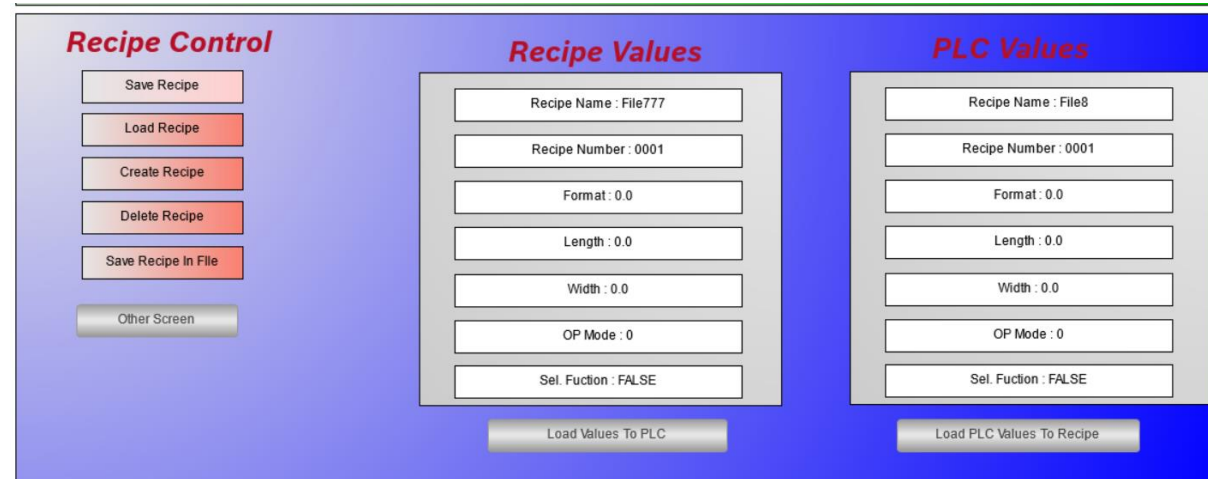 Recipe Control
Save Recipe
Load Recipe
Create Recipe
Delete Recipe
Save Recipe In FIle
Other Screen
Recipe Values
Recipe Name : File777
Recipe Number : 0001
Format : 0.0
Length : 0.0
Width : 0.0
OP Mode : 0
Sel. Fuction : FALSE
Load Values To PLC
PLC Values
Recipe Name : File8
Recipe Number : 0001
Format : 0.0
Length : 0.0
Width : 0.0
OP Mode : 0
Sel. Fuction : FALSE
Load PLC Values To Recipe